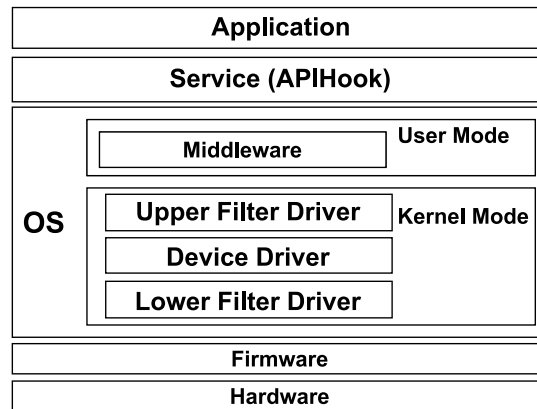 Application
Service (APIHook)
User Mode
Middleware
OS
Upper Filter Driver
Kernel Mode
Device Driver
Lower Filter Driver
Firmware
Hardware